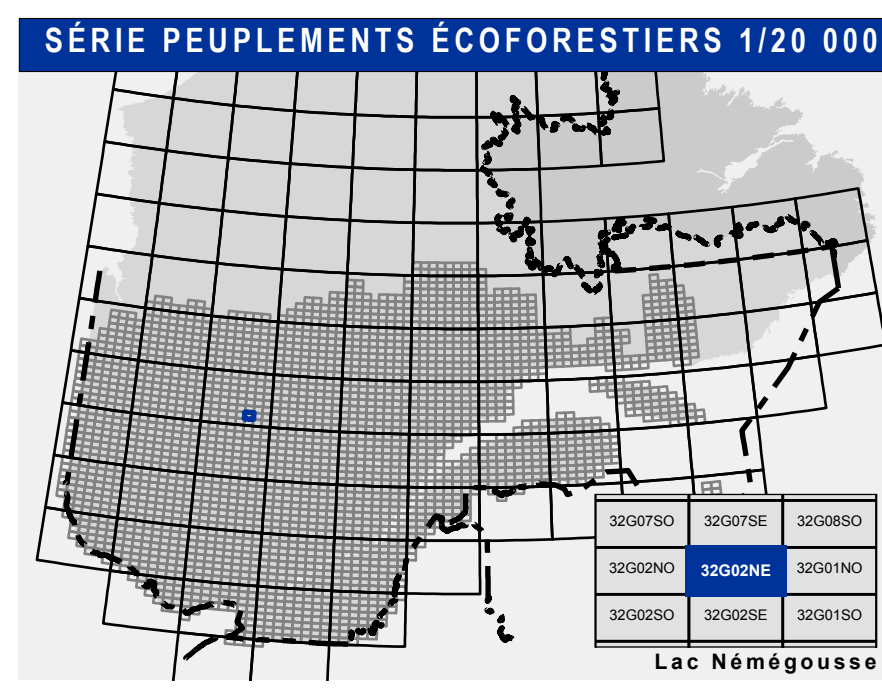 SÉRIE PEUPLEMENTS ÉCOFORESTIERS 1/20 000
32G07SO 32G07SE 32G08SO
32G02NO 32G02NE 32G01NO
32G02SO 32G02SE 32G01SO
Lac Némégousse